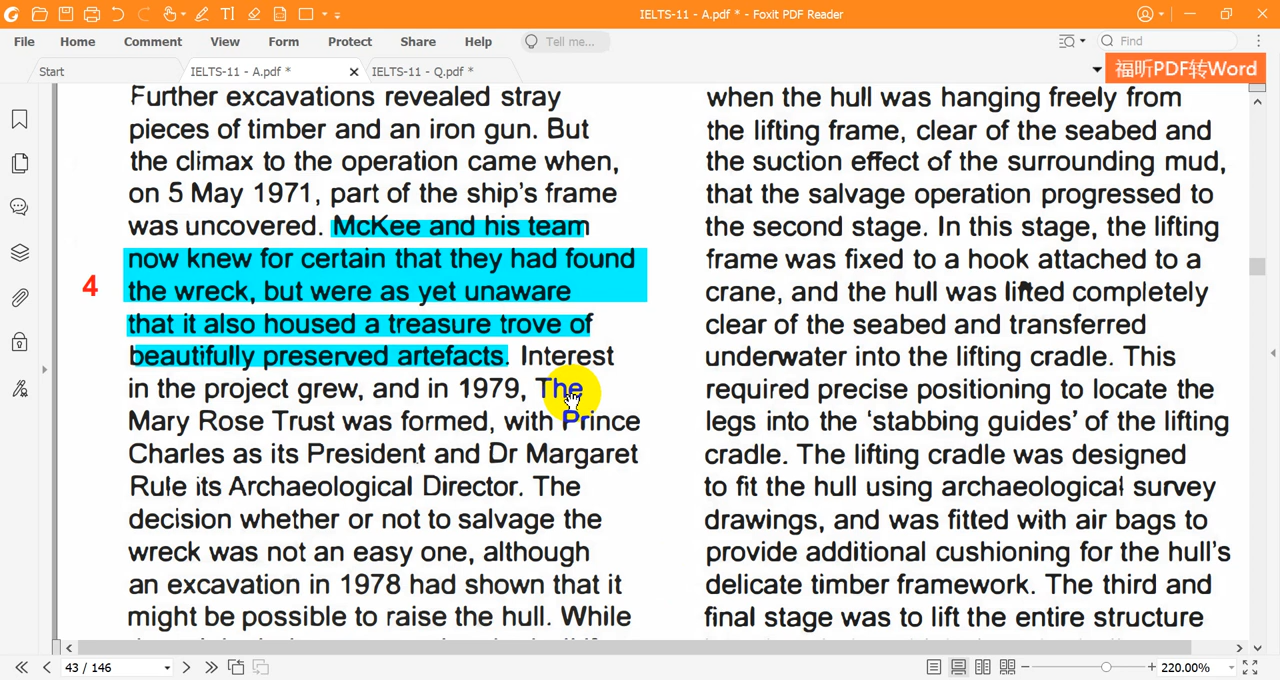 IELTS-11 - A.pdf * - Foxit PDF Reader
File Home Comment View Form Protect Share Help Tell me... Find
Start IELTS-11 - A.pdf * IELTS-11 - Q.pdf * 福昕PDF转Word
Further excavations revealed stray
pieces of timber and an iron gun. But
the climax to the operation came when,
on 5 May 1971, part of the ship's frame
was uncovered. McKee and his team
now knew for certain that they had found
4
the wreck, but were as yet unaware
that it also housed a treasure trove of
beautifully preserved artefacts. Interest
in the project grew, and in 1979, The
Mary Rose Trust was formed, with Prince
Charles as its President and Dr Margaret
Rule its Archaeological Director. The
decision whether or not to salvage the
wreck was not an easy one, although
an excavation in 1978 had shown that it
might be possible to raise the hull. While
when the hull was hanging freely from
the lifting frame, clear of the seabed and
the suction effect of the surrounding mud,
that the salvage operation progressed to
the second stage. In this stage, the lifting
frame was fixed to a hook attached to a
crane, and the hull was lifted completely
clear of the seabed and transferred
underwater into the lifting cradle. This
required precise positioning to locate the
legs into the 'stabbing guides' of the lifting
cradle. The lifting cradle was designed
to fit the hull using archaeological survey
drawings, and was fitted with air bags to
provide additional cushioning for the hull's
delicate timber framework. The third and
final stage was to lift the entire structure
43 / 146
220.00%